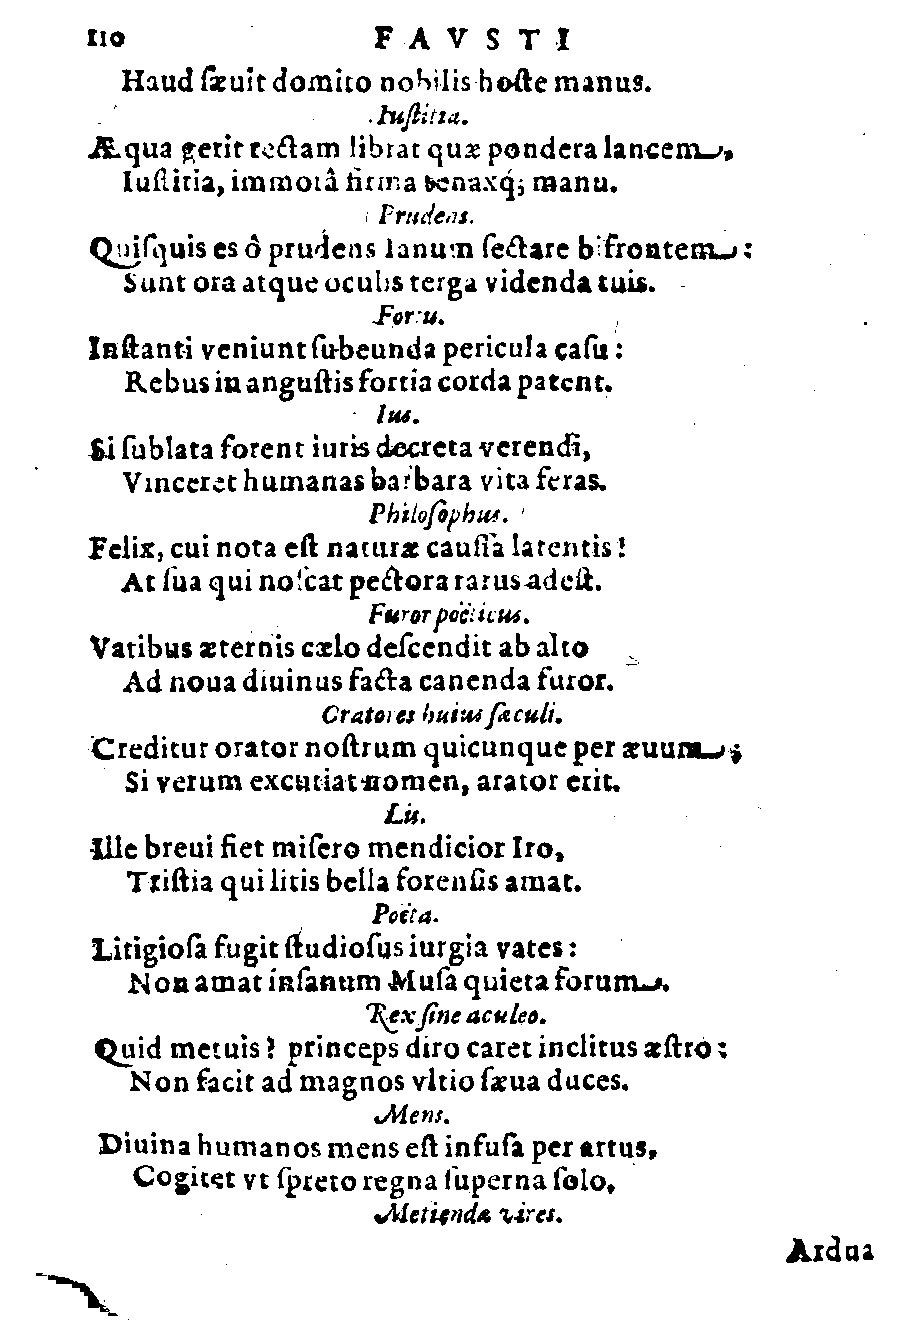 110 FAVSTI
Haud ſæuit domito nobilis hoſte manus.
Iuſtitia.
Æqua gerit rectam librat quæ pondera lancem,
Iuſtitia, immotâ firma tenaxq́; manu.
Prudens.
Quiſquis es ô prudens Ianum ſectare bifrontem:
Sunt ora atque oculis terga videnda tuis.
Fortu.
Inſtanti veniunt ſubeunda pericula caſu:
Rebus in anguſtis fortia corda patent.
Ius.
Si ſublata forent iuris decreta verendi,
Vinceret humanas barbara vita feras.
Philoſophus.
Felix, cui nota eſt naturæ cauſſa latentis!
At ſua qui noſcat pectora rarus adeſt.
Furor poëticus.
Vatibus æternis cælo deſcendit ab alto
Ad noua diuinus facta canenda furor.
Oratores huius ſæculi.
Creditur orator noſtrum quicunque per æuum;
Si verum excutiat nomen, arator erit.
Lis.
Ille breui fiet miſero mendicior Iro,
Triſtia qui litis bella forenſis amat.
Poëta.
Litigioſa fugit ſtudioſus iurgia vates:
Non amat inſanum Muſa quieta forum.
Rex ſine aculeo.
Quid metuis? princeps diro caret inclitus æſtro:
Non facit ad magnos vltio ſæua duces.
Mens.
Diuina humanos mens eſt infuſa per artus,
Cogitet vt ſpreto regna ſuperna ſolo,
Metienda vires.
Ardua